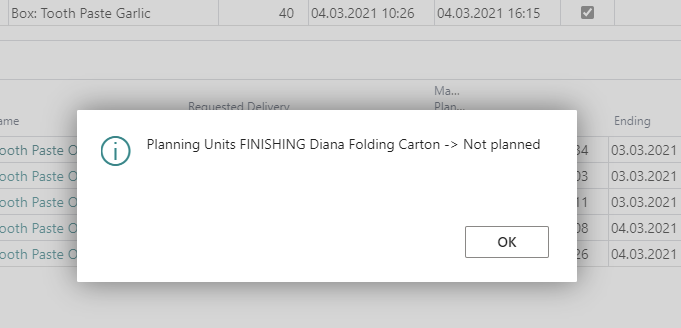 Box: Tooth Paste Garlic 40 04.03.2021 10:26 04.03.2021 16:15
Ma...
Plan...
ame Requested Delivery Ending
Planning Units FINISHING Diana Folding Carton -> Not planned
ooth Paste O 34 03.03.2021
ooth Paste O 03 03.03.2021
ooth Paste O 11 03.03.2021
ooth Paste O 08 04.03.2021
ooth Paste O 26 04.03.2021
OK